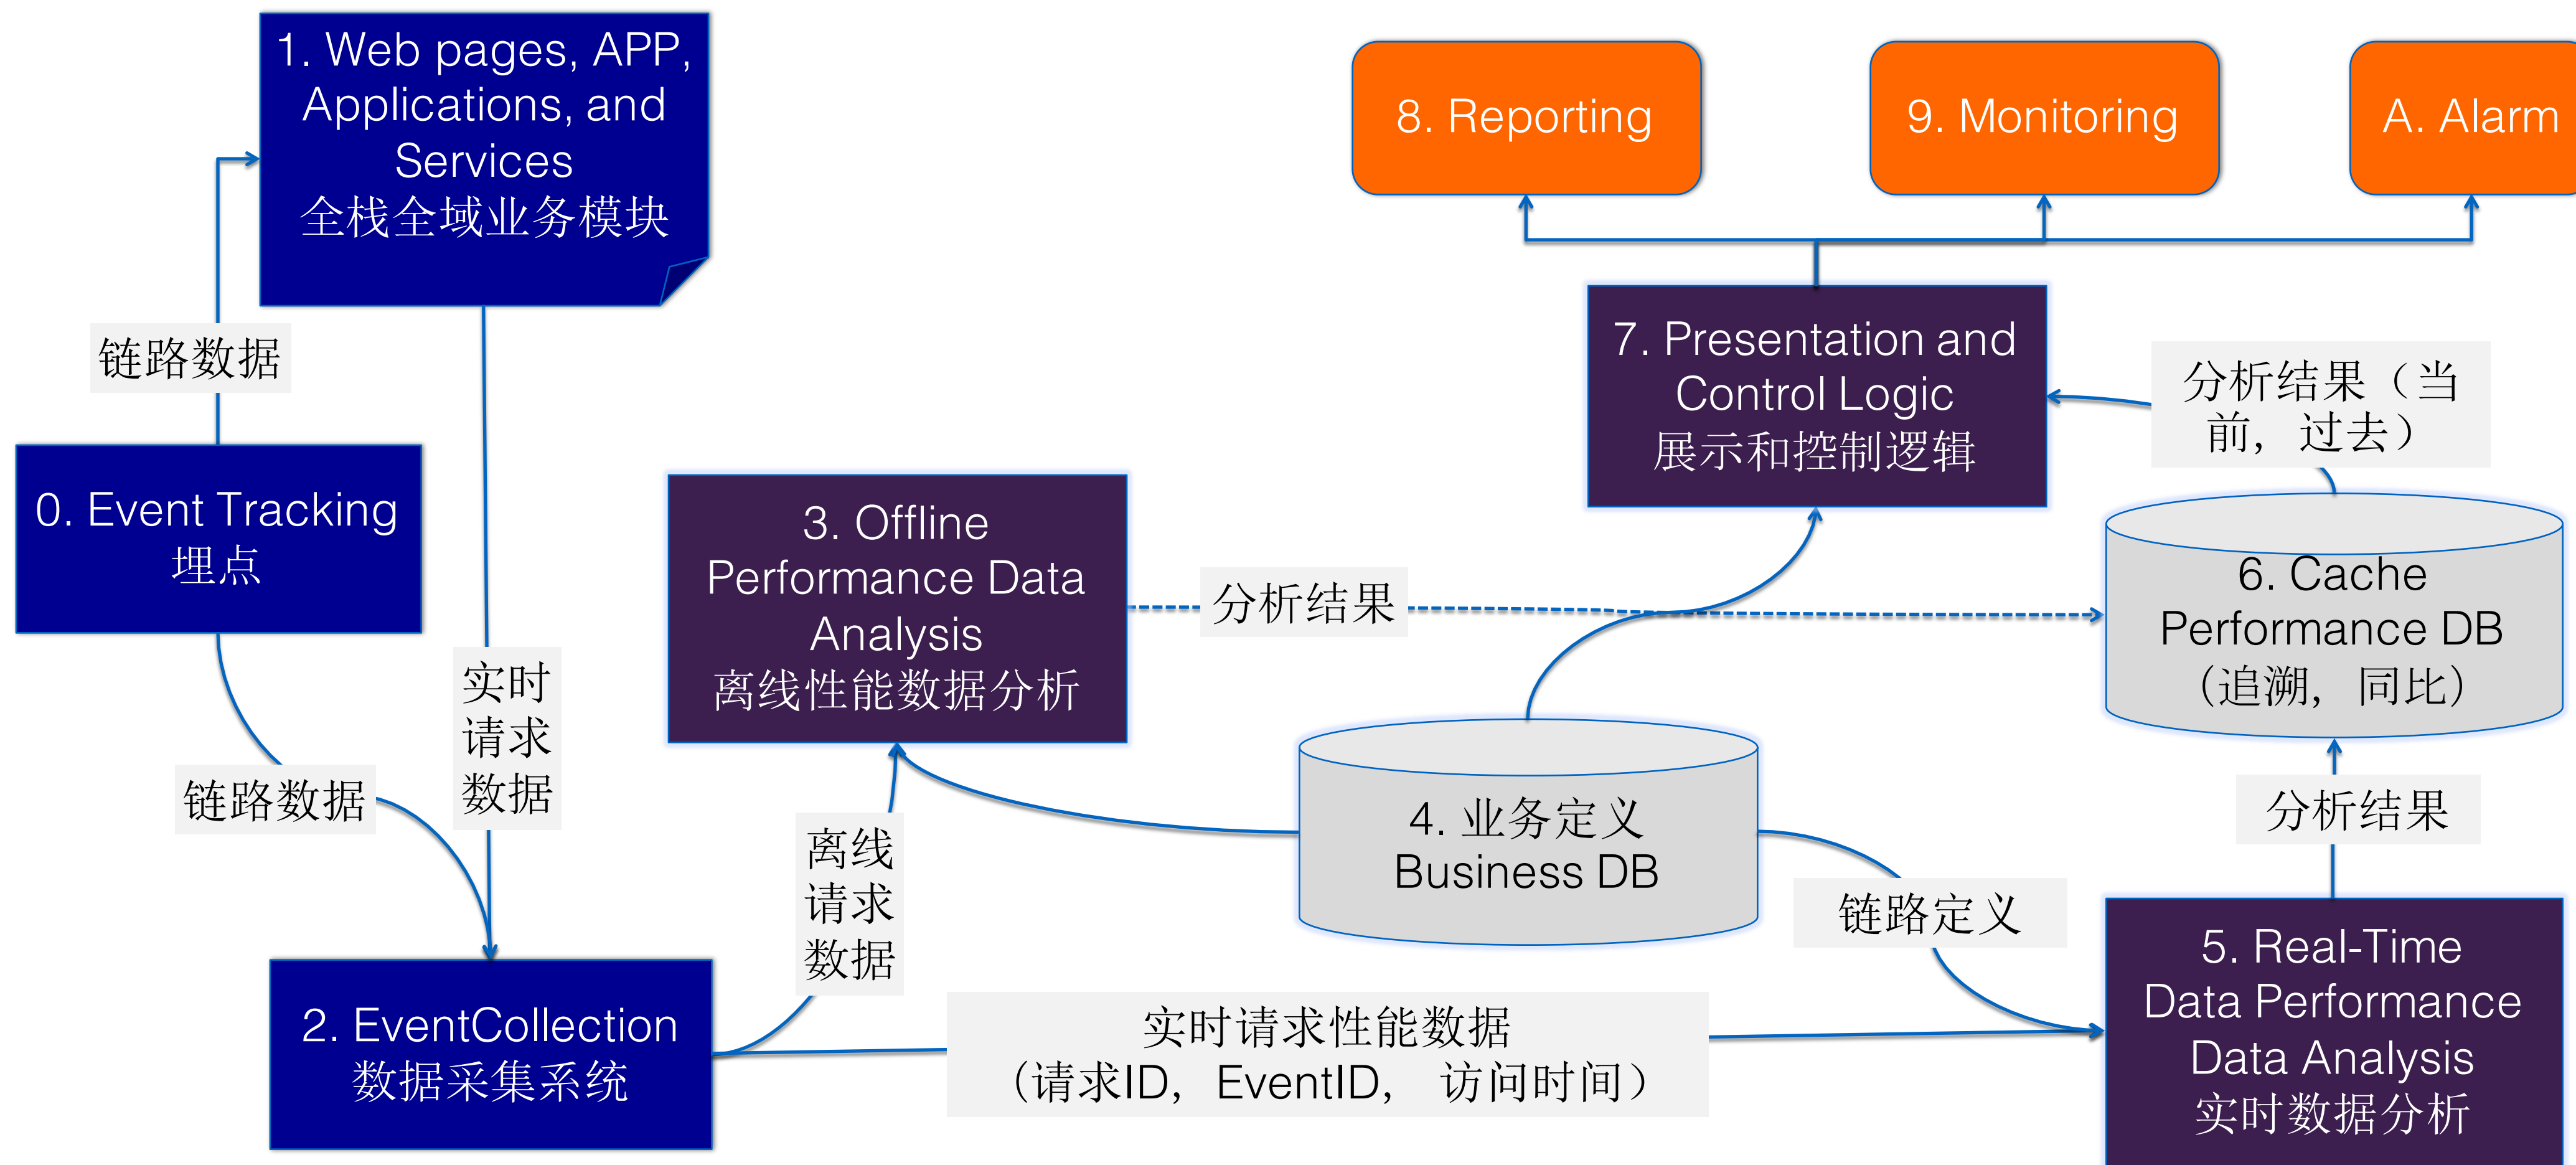 1. Web pages, APP,
Applications, and
Services
全栈全域业务模块
8. Reporting
9. Monitoring
A. Alarm
链路数据
7. Presentation and
Control Logic
展示和控制逻辑
分析结果（当
前，过去）
0. Event Tracking
埋点
3. Offline
Performance Data
Analysis
离线性能数据分析
分析结果
6. Cache
Performance DB
（追溯，同比）
实时
请求
数据
链路数据
离线
请求
数据
4. 业务定义
Business DB
分析结果
链路定义
2. EventCollection
数据采集系统
实时请求性能数据
（请求ID，EventID， 访问时间）
5. Real-Time
Data Performance
Data Analysis
实时数据分析